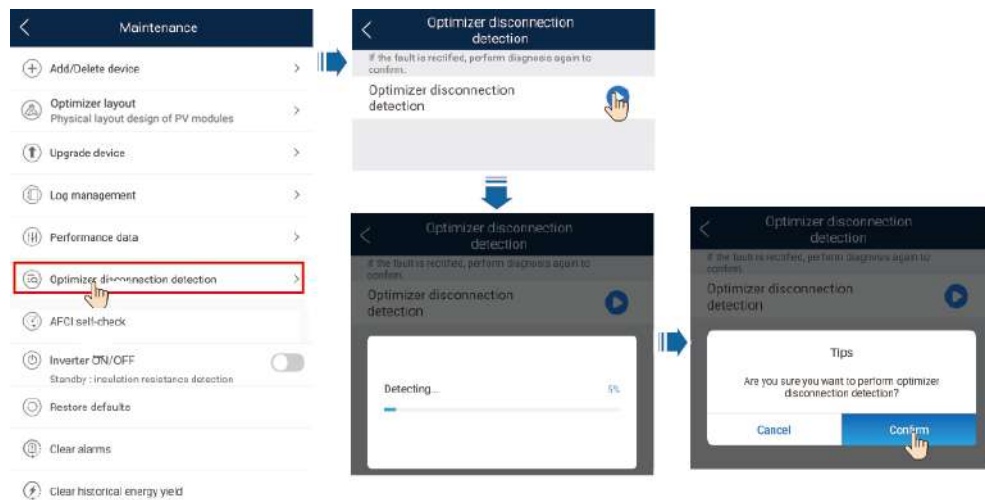 Maintenance
Add/Delete device
Optimizer layout
Physical layout design of PV modules
Upgrade device
Log management
Performance data
Optimizer disconnection detection
AFCI self-check
Inverter ON/OFF
Standby : insulation resistance detection
Restore defaults
Clear alarms
Clear historical energy yield
Optimizer disconnection
detection
If the fault is rectified, perform diagnosis again to
confirm.
Optimizer disconnection
detection
Optimizer disconnection
detection
If the fault is rectified, perform diagnosis again to
confirm.
Optimizer disconnection
detection
Detecting... 5%
Optimizer disconnection
detection
If the fault is rectified, perform diagnosis again to
confirm.
Optimizer disconnection
detection
Tips
Are you sure you want to perform optimizer
disconnection detection?
Cancel Confirm